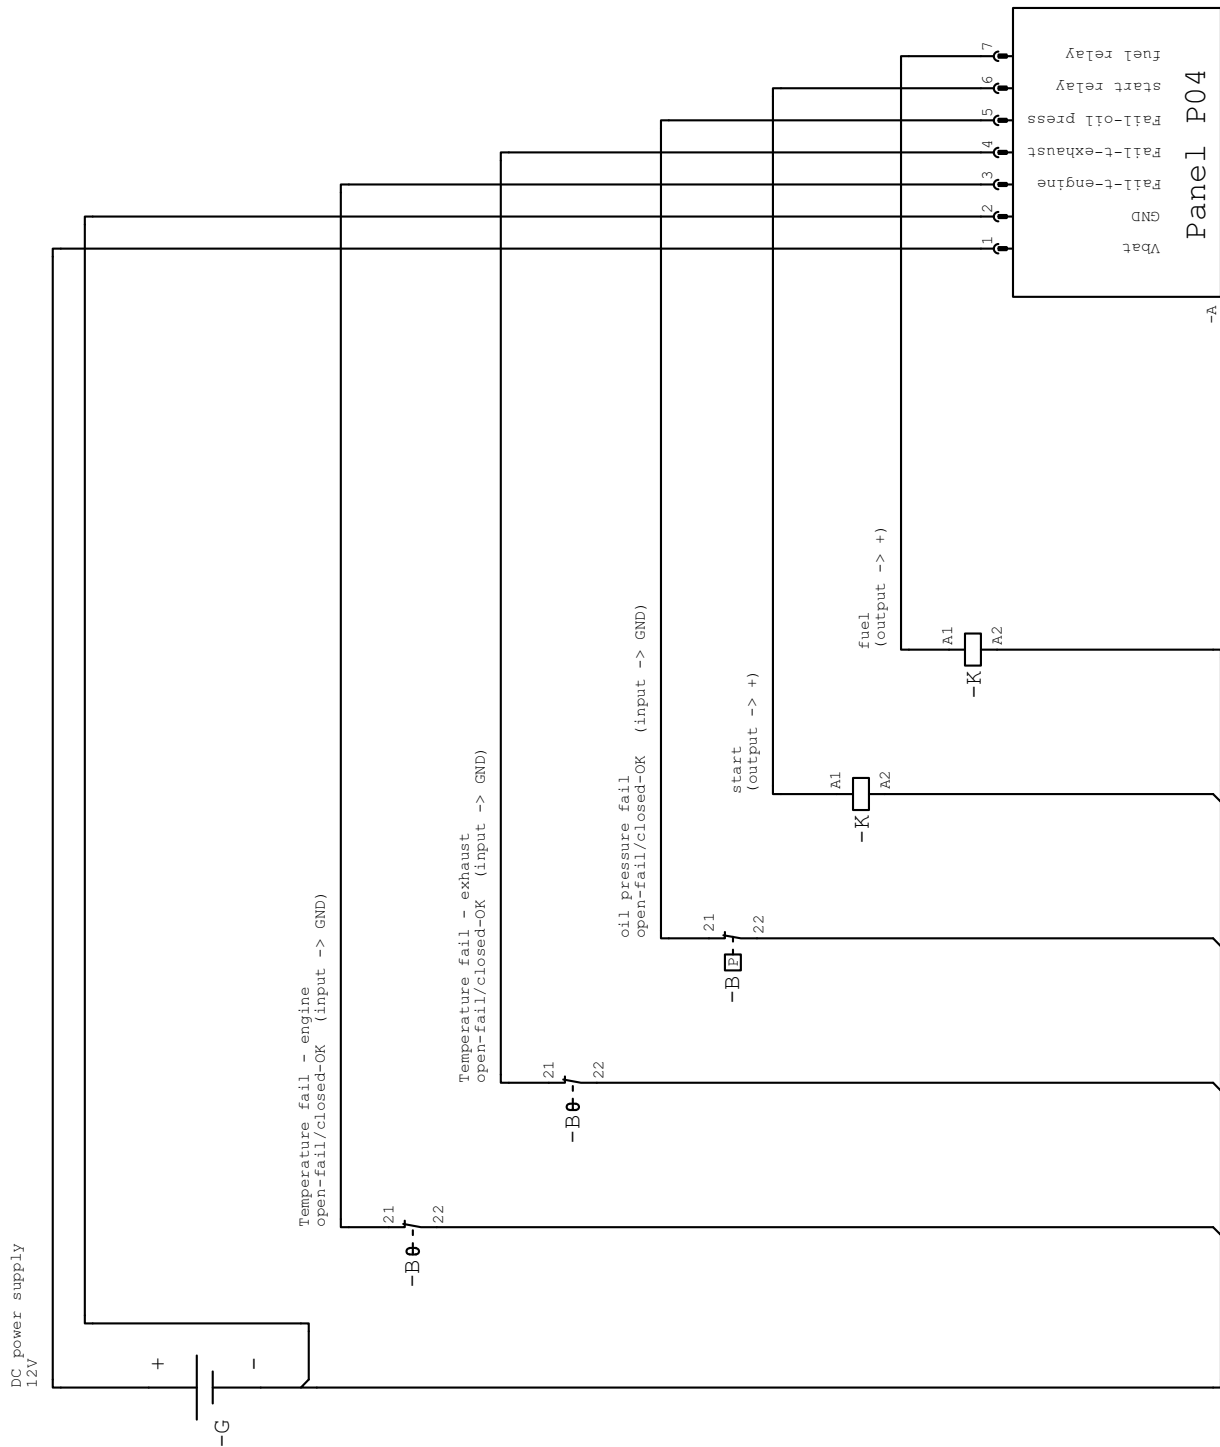 DC power supply
12V
+
-
-G
Temperature fail - engine
open-fail/closed-OK (input -> GND)
21
22
-B
Temperature fail - exhaust
open-fail/closed-OK (input -> GND)
21
22
-B
oil pressure fail
open-fail/closed-OK (input -> GND)
21
22
-B
P
start
(output -> +)
A1
A2
-K
fuel
(output -> +)
A1
A2
-K
1
2
3
4
5
6
7
Vbat
GND
Fail-t-engine
Fail-t-exhaust
Fail-oil press
start relay
fuel relay
Panel P04
-A